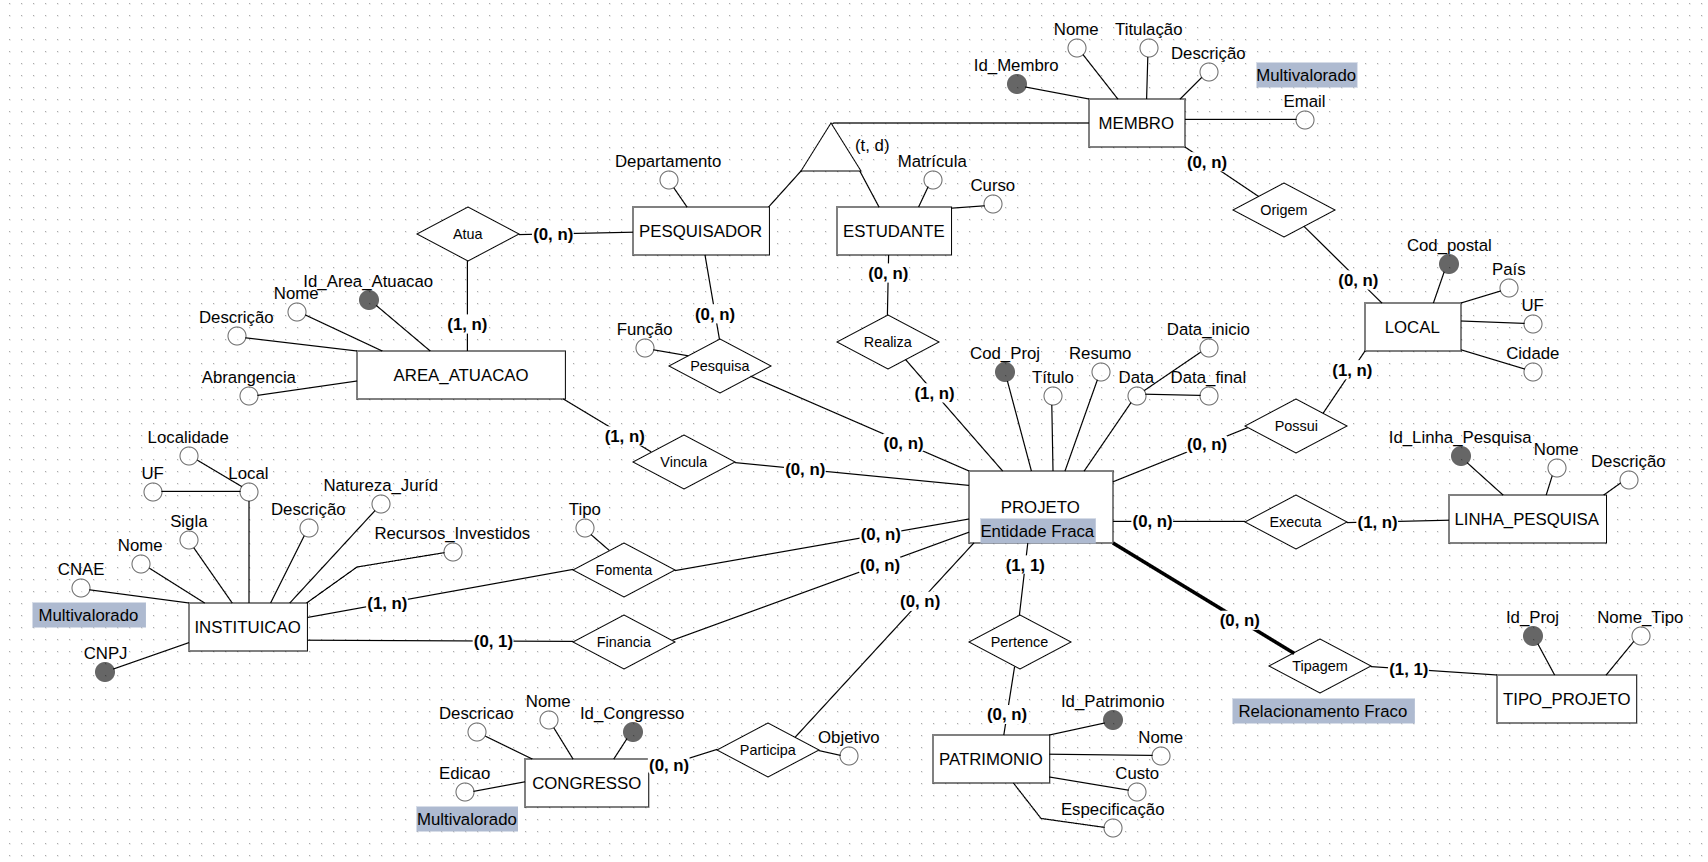 Nome
Titulação
Descrição
Id_Membro
Multivalorado
Email
MEMBRO
(t, d)
Departamento
Matrícula
(0, n)
Curso
Origem
Atua
(0, n)
PESQUISADOR
ESTUDANTE
Cod_postal
País
(0, n)
Id_Area_Atuacao
(0, n)
Nome
UF
Descrição
(1, n)
(0, n)
Função
Data_inicio
LOCAL
Realiza
Cod_Proj
Resumo
Cidade
Pesquisa
(1, n)
Abrangencia
AREA_ATUACAO
Título
Data
Data_final
(1, n)
Possui
Localidade
(1, n)
(0, n)
(0, n)
Id_Linha_Pesquisa
Nome
Descrição
UF
Local
Vincula
(0, n)
Natureza_Juríd
Sigla
Descrição
Tipo
PROJETO
Entidade Fraca
(0, n)
Executa
(1, n)
LINHA_PESQUISA
Nome
Recursos_Investidos
(0, n)
CNAE
Fomenta
(0, n)
(1, 1)
Multivalorado
(1, n)
(0, n)
(0, n)
Id_Proj
Nome_Tipo
INSTITUICAO
(0, 1)
Financia
Pertence
CNPJ
Tipagem
(1, 1)
TIPO_PROJETO
Nome
Id_Patrimonio
Descricao
Id_Congresso
(0, n)
Multivalorado
Participa
Objetivo
Nome
(0, n)
PATRIMONIO
Edicao
CONGRESSO
Custo
Multivalorado
Especificação
Relacionamento Fraco